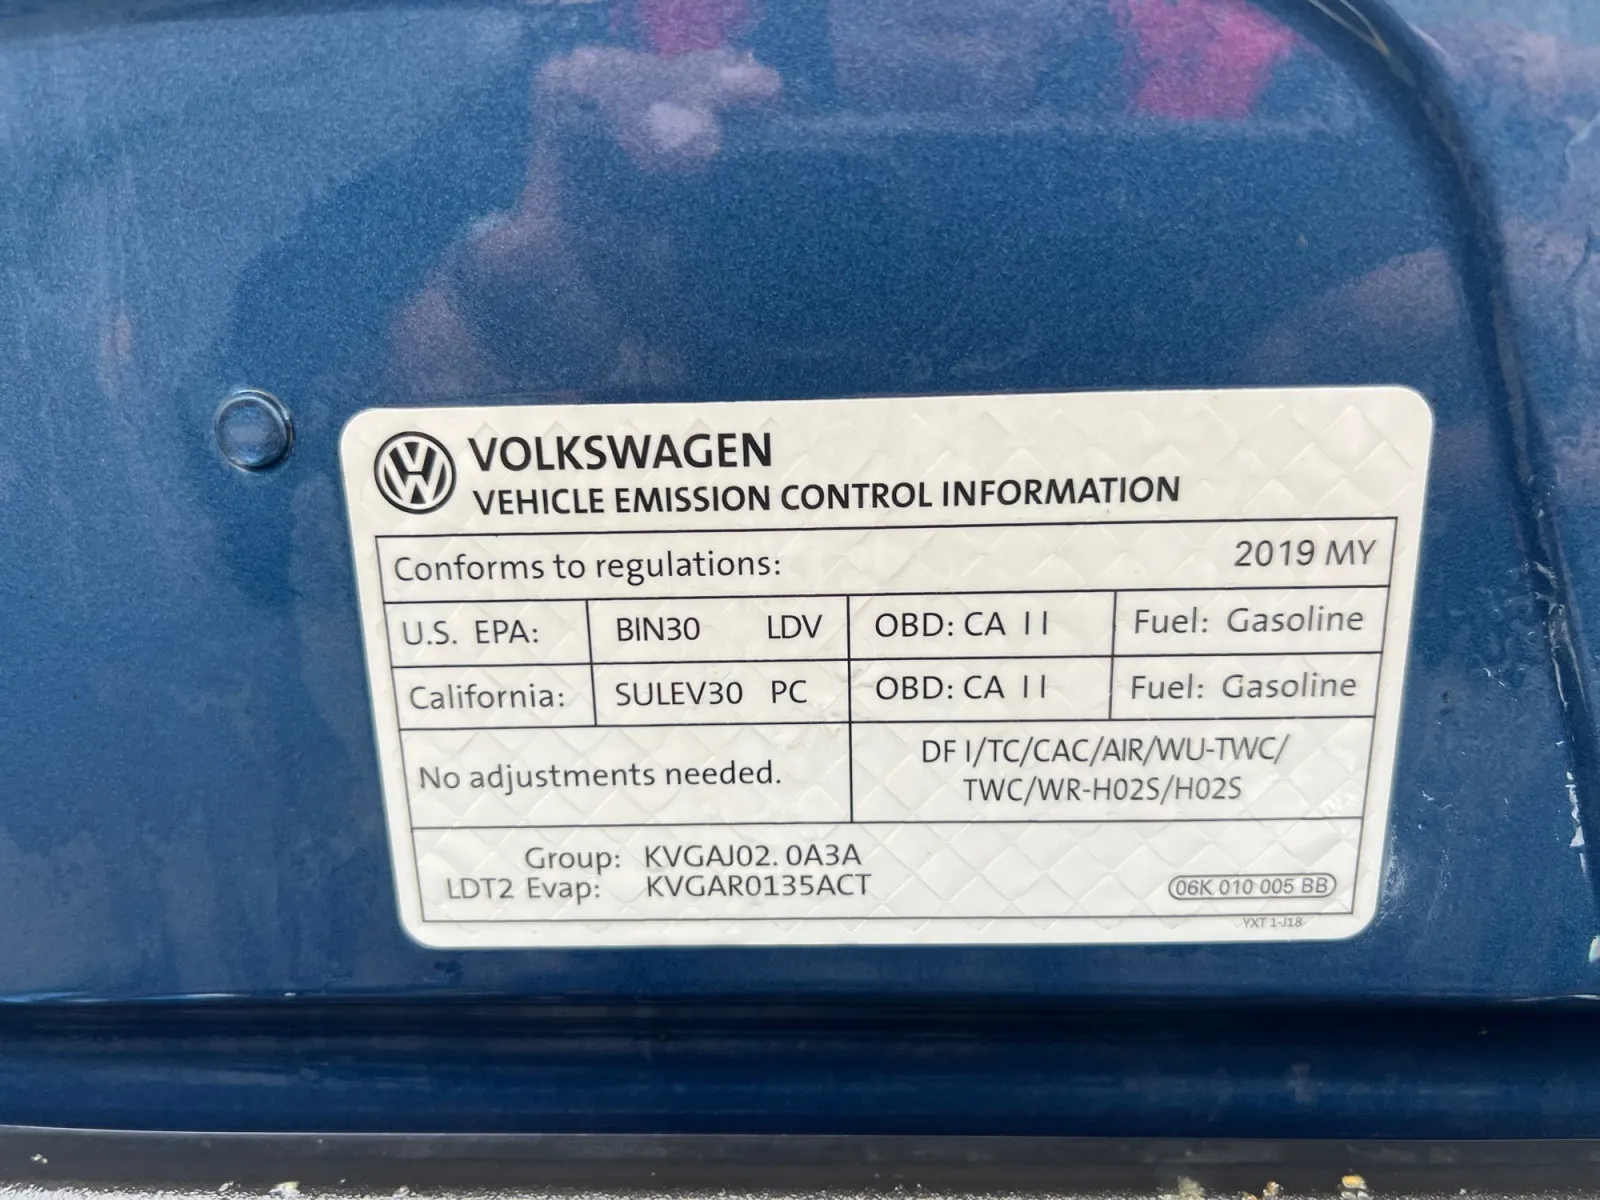 VOLKSWAGEN
VEHICLE EMISSION CONTROL INFORMATION
Conforms to regulations: 2019 MY
U.S. EPA: BIN30 LDV OBD: CA II Fuel: Gasoline
California: SULEV30 PC OBD: CA II Fuel: Gasoline
No adjustments needed.
DF I/TC/CAC/AIR/WU-TWC/
TWC/WR-H02S/H02S
Group: KVGAJ02. 0A3A
LDT2 Evap: KVGAR0135ACT
06K 010 005 BB
YXT 1-J18